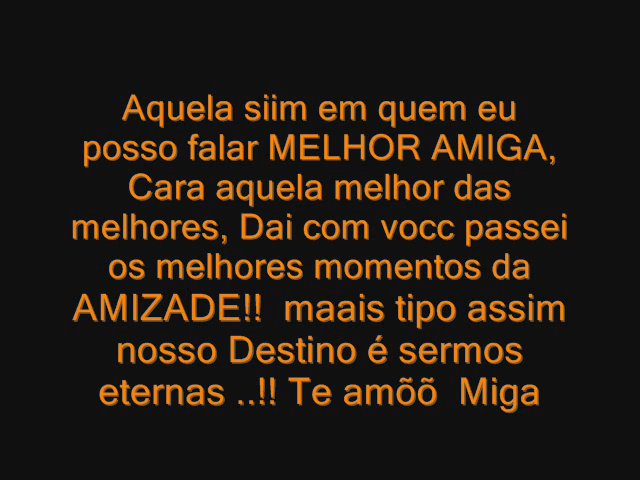 Aquela siim em quem eu
posso falar MELHOR AMIGA,
Cara aquela melhor das
melhores, Dai com vocc passei
os melhores momentos da
AMIZADE!!  maais tipo assim
nosso Destino é sermos
eternas ..!! Te amõõ  Miga